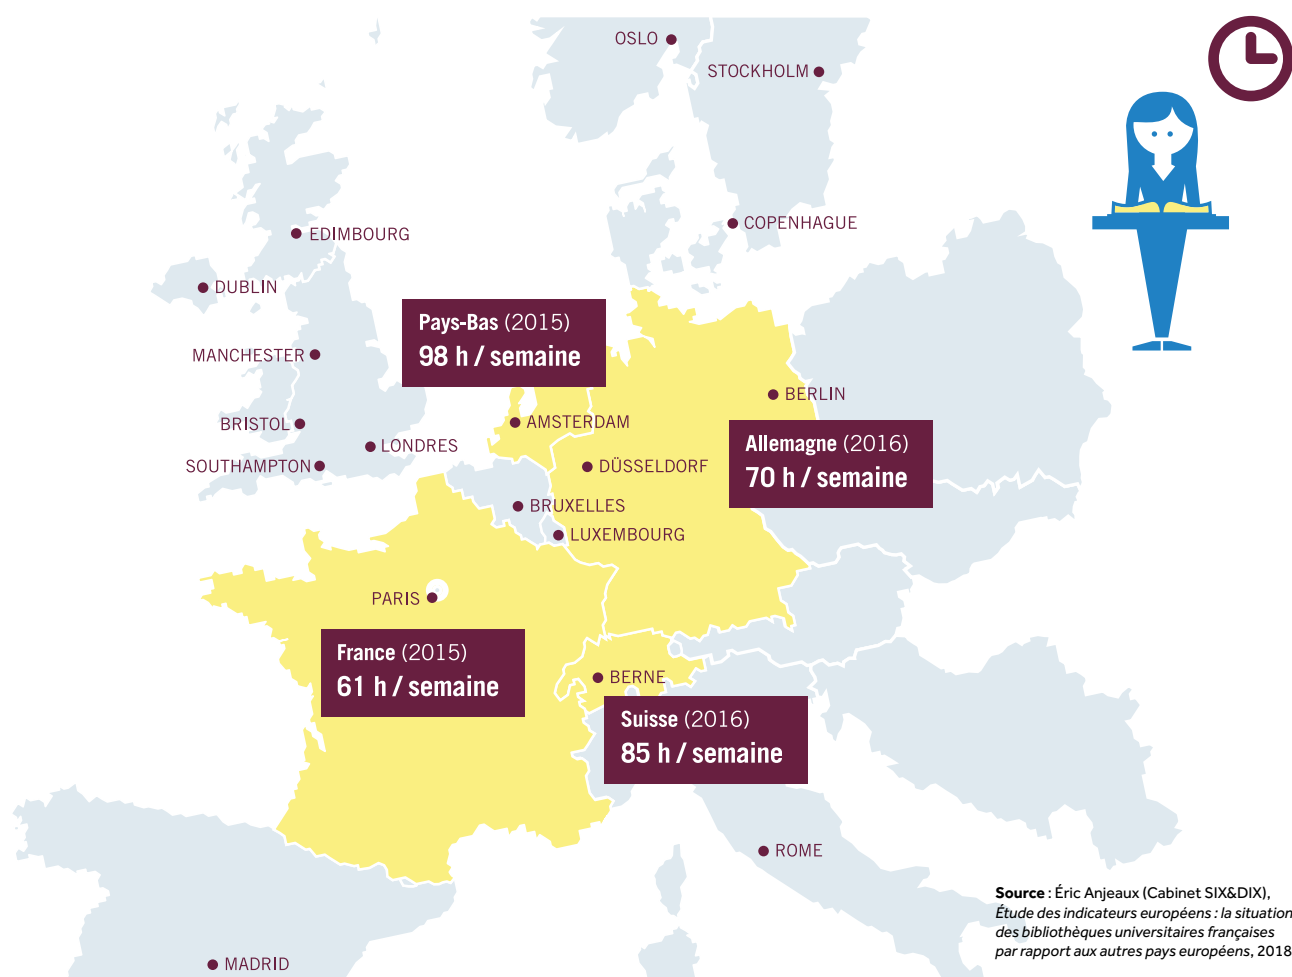 OSLO
STOCKHOLM
COPENHAGUE
EDIMBOURG
DUBLIN
Pays-Bas (2015)
98 h / semaine
MANCHESTER
BERLIN
BRISTOL
AMSTERDAM
LONDRES
Allemagne (2016)
70 h / semaine
SOUTHAMPTON
DÜSSELDORF
BRUXELLES
LUXEMBOURG
PARIS
France (2015)
61 h / semaine
BERNE
Suisse (2016)
85 h / semaine
ROME
Source : Éric Anjeaux (Cabinet SIX&DIX),
Étude des indicateurs européens : la situation
des bibliothèques universitaires françaises
par rapport aux autres pays européens, 2018
MADRID